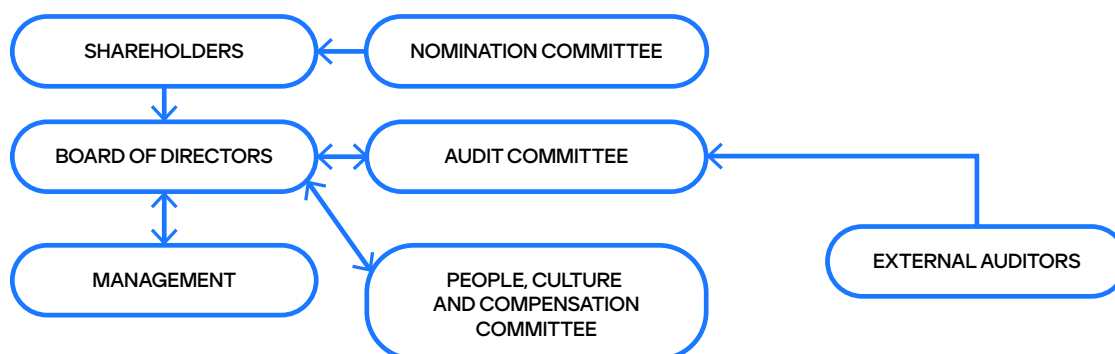 SHAREHOLDERS
NOMINATION COMMITTEE
BOARD OF DIRECTORS
AUDIT COMMITTEE
MANAGEMENT
PEOPLE, CULTURE
AND COMPENSATION
COMMITTEE
EXTERNAL AUDITORS